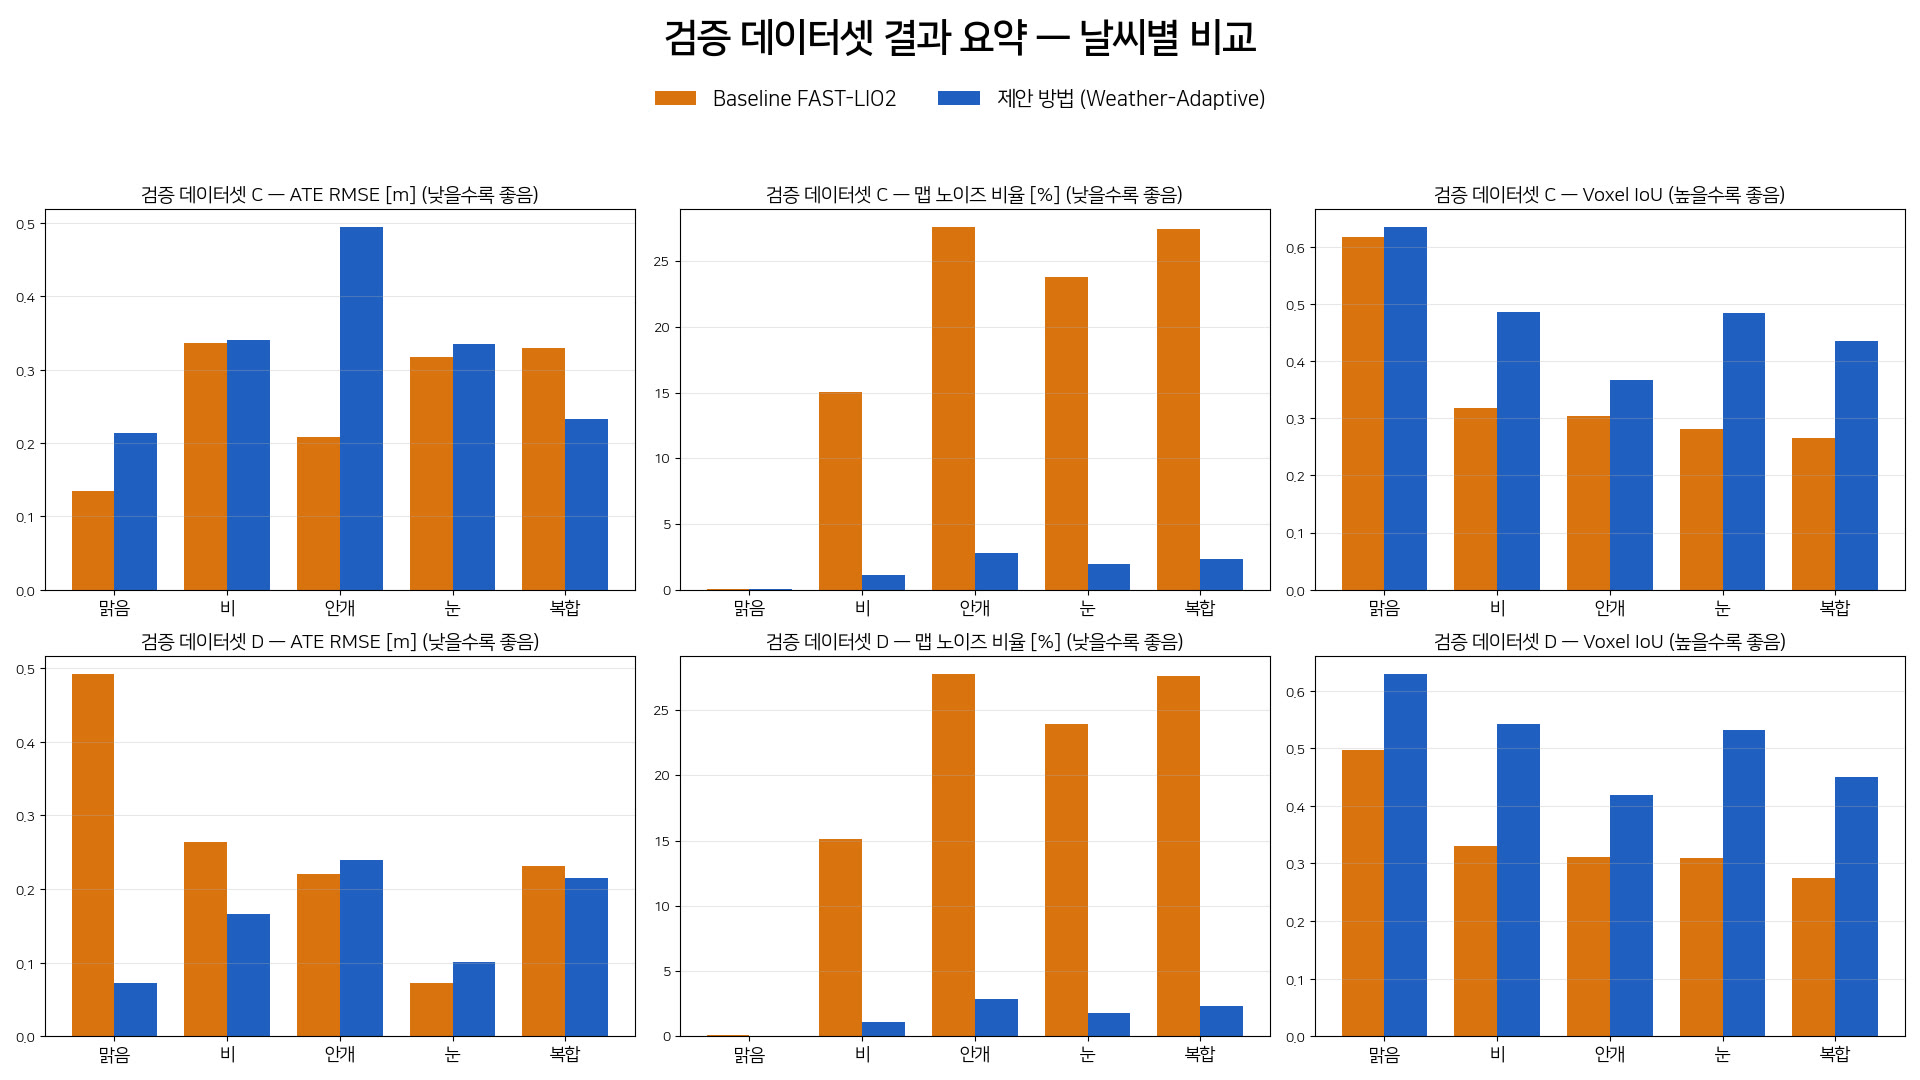 검증 데이터셋 결과 요약 — 날씨별 비교
Baseline FAST-LIO2 제안 방법 (Weather-Adaptive)
검증 데이터셋 C — ATE RMSE [m] (낮을수록 좋음)
0.5
0.4
0.3
0.2
0.1
0.0
맑음 비 안개 눈 복합
검증 데이터셋 C — 맵 노이즈 비율 [%] (낮을수록 좋음)
25
20
15
10
5
0
맑음 비 안개 눈 복합
검증 데이터셋 C — Voxel IoU (높을수록 좋음)
0.6
0.5
0.4
0.3
0.2
0.1
0.0
맑음 비 안개 눈 복합
검증 데이터셋 D — ATE RMSE [m] (낮을수록 좋음)
0.5
0.4
0.3
0.2
0.1
0.0
맑음 비 안개 눈 복합
검증 데이터셋 D — 맵 노이즈 비율 [%] (낮을수록 좋음)
25
20
15
10
5
0
맑음 비 안개 눈 복합
검증 데이터셋 D — Voxel IoU (높을수록 좋음)
0.6
0.5
0.4
0.3
0.2
0.1
0.0
맑음 비 안개 눈 복합